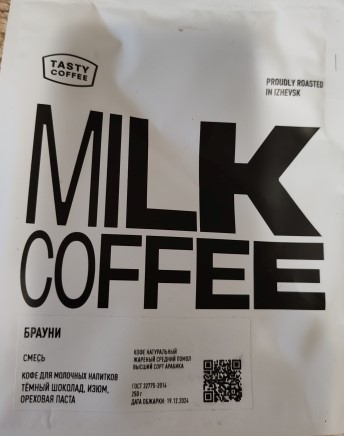 TASTY
COFFEE
PROUDLY ROASTED
IN IZHEVSK
MILK
COFFEE
БРАУНИ
СМЕСЬ
КОФЕ ДЛЯ МОЛОЧНЫХ НАПИТКОВ
ТЁМНЫЙ ШОКОЛАД, ИЗЮМ,
ОРЕХОВАЯ ПАСТА
КОФЕ НАТУРАЛЬНЫЙ
ЖАРЕНЫЙ СРЕДНИЙ ПОМОЛ
ВЫСШИЙ СОРТ АРАБИКА
ГОСТ 32775-2014
250 г
ДАТА ОБЖАРКИ: 19.12.2024